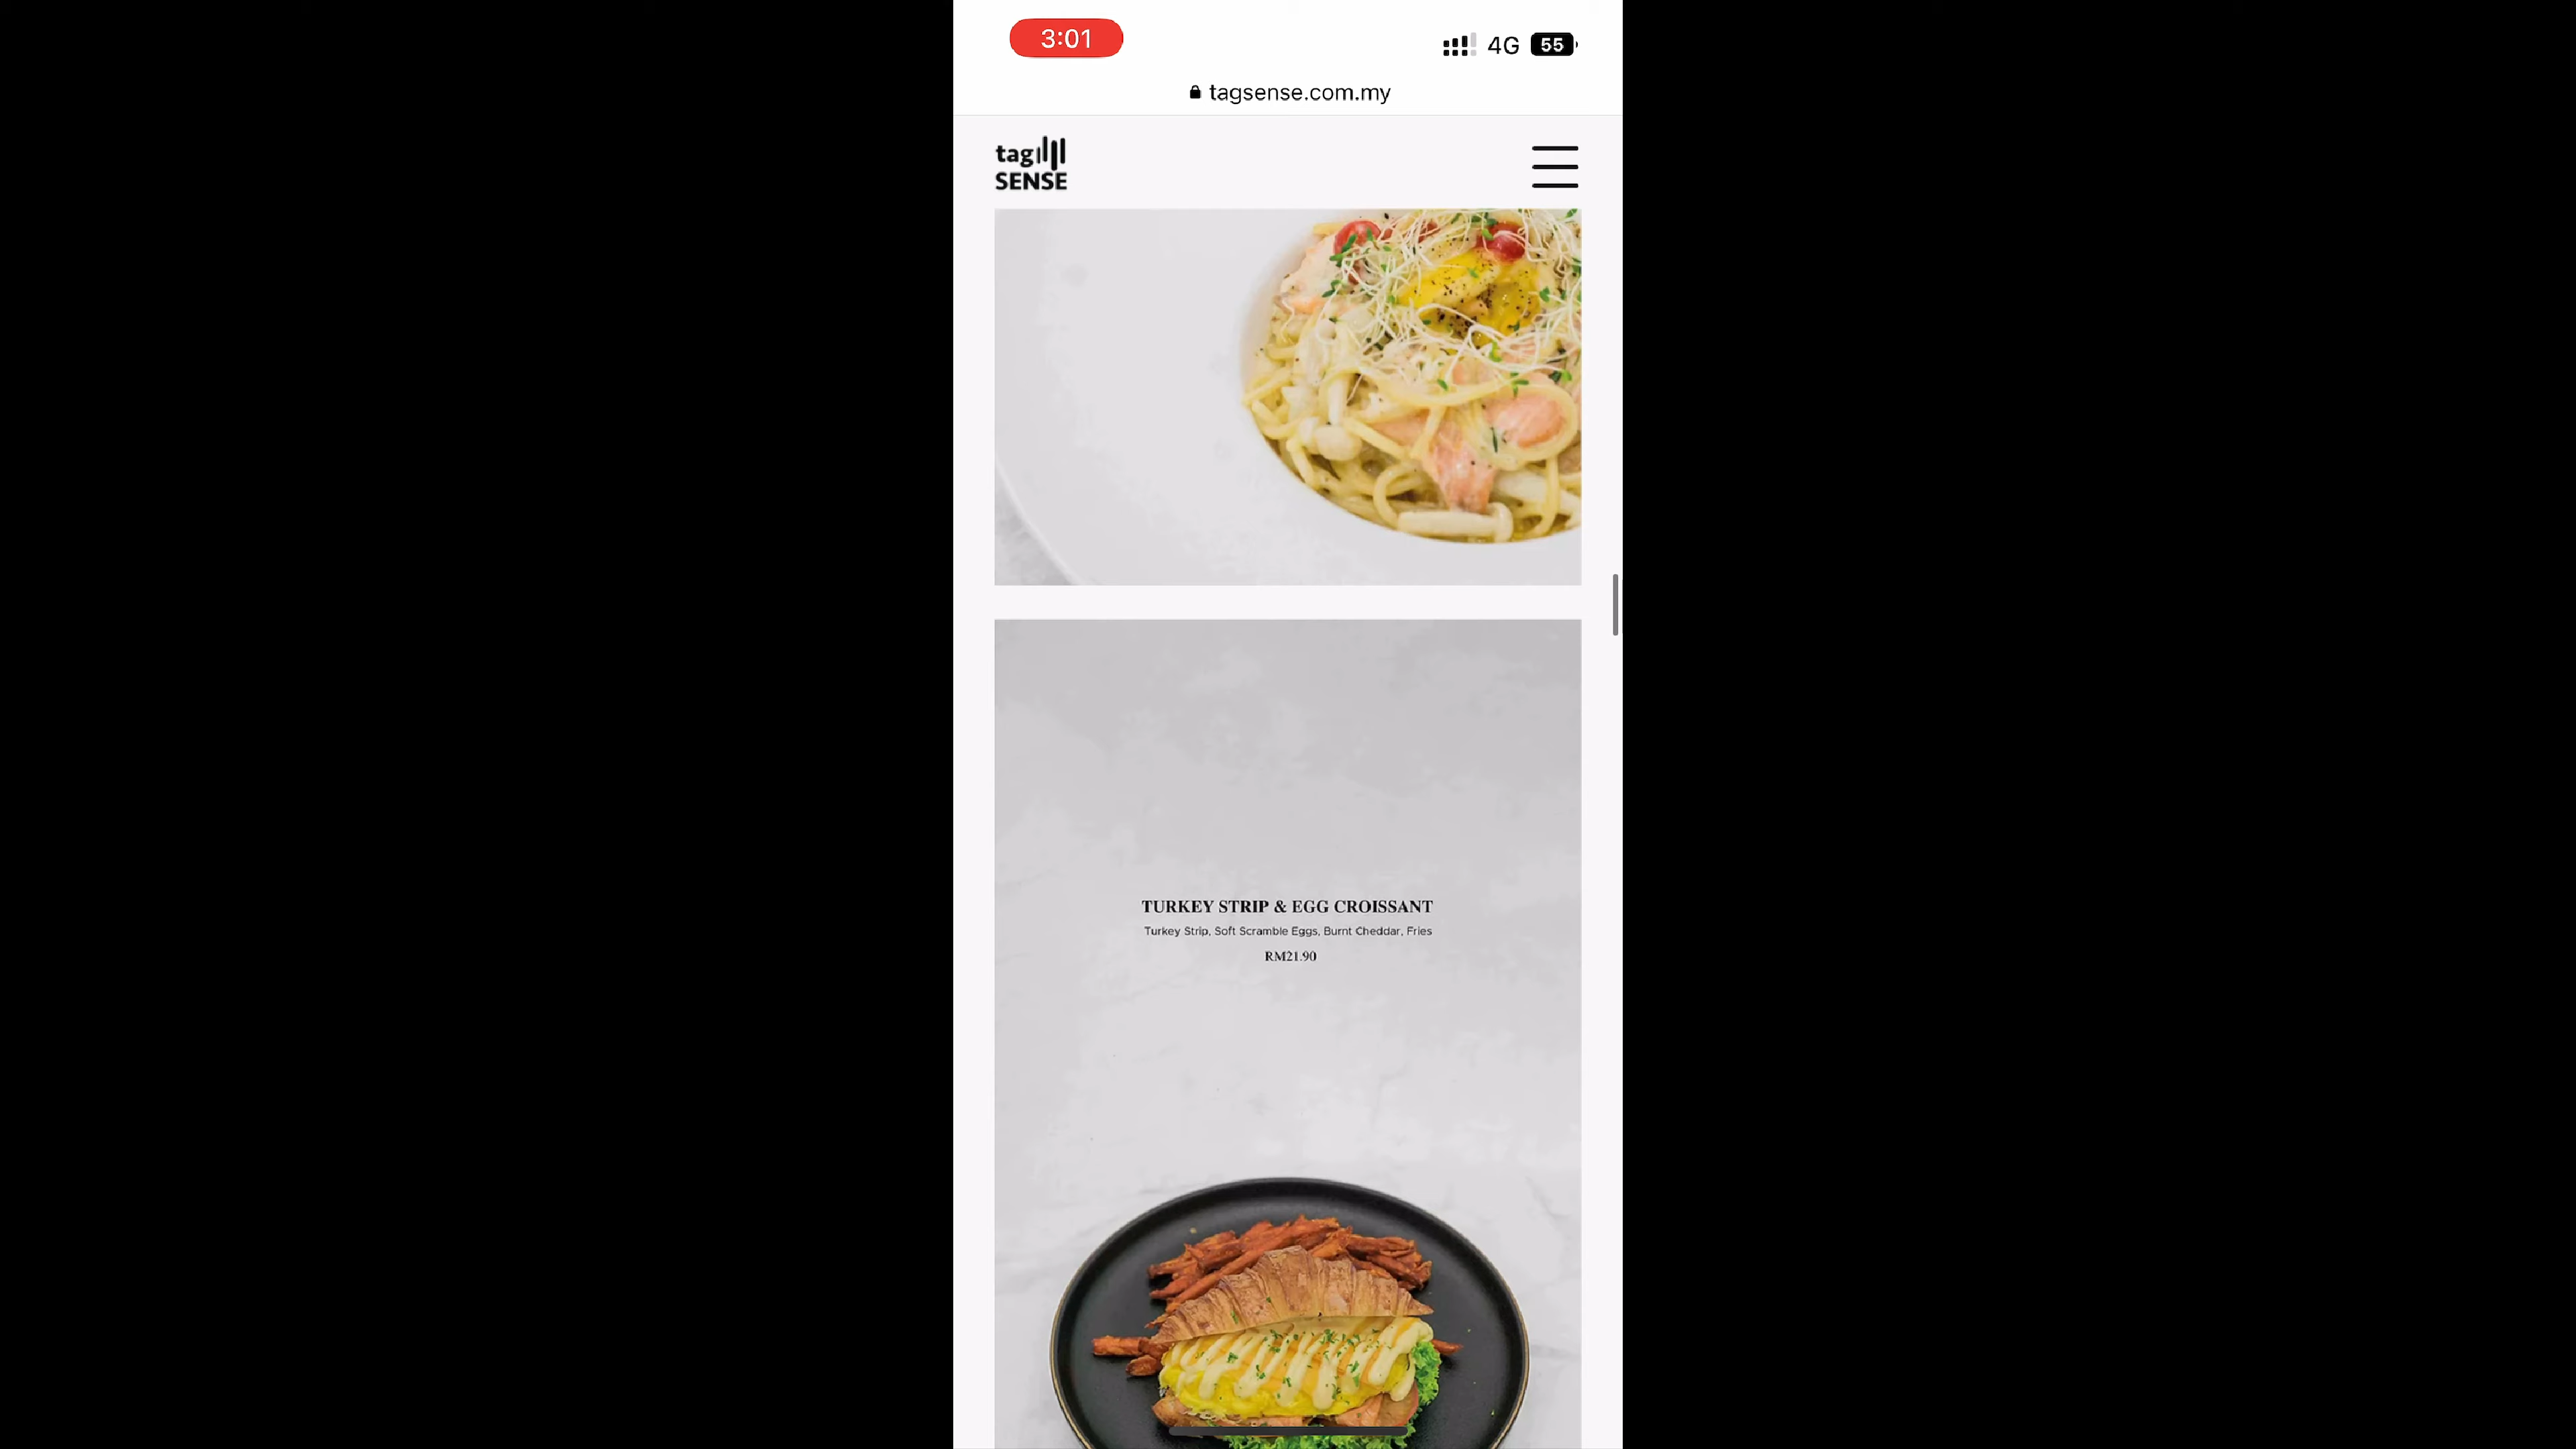 3:01
4G
55
tagsense.com.my
tag
SENSE
TURKEY STRIP & EGG CROISSANT
Turkey Strip, Soft Scramble Eggs, Burnt Cheddar, Fries
RM21.90